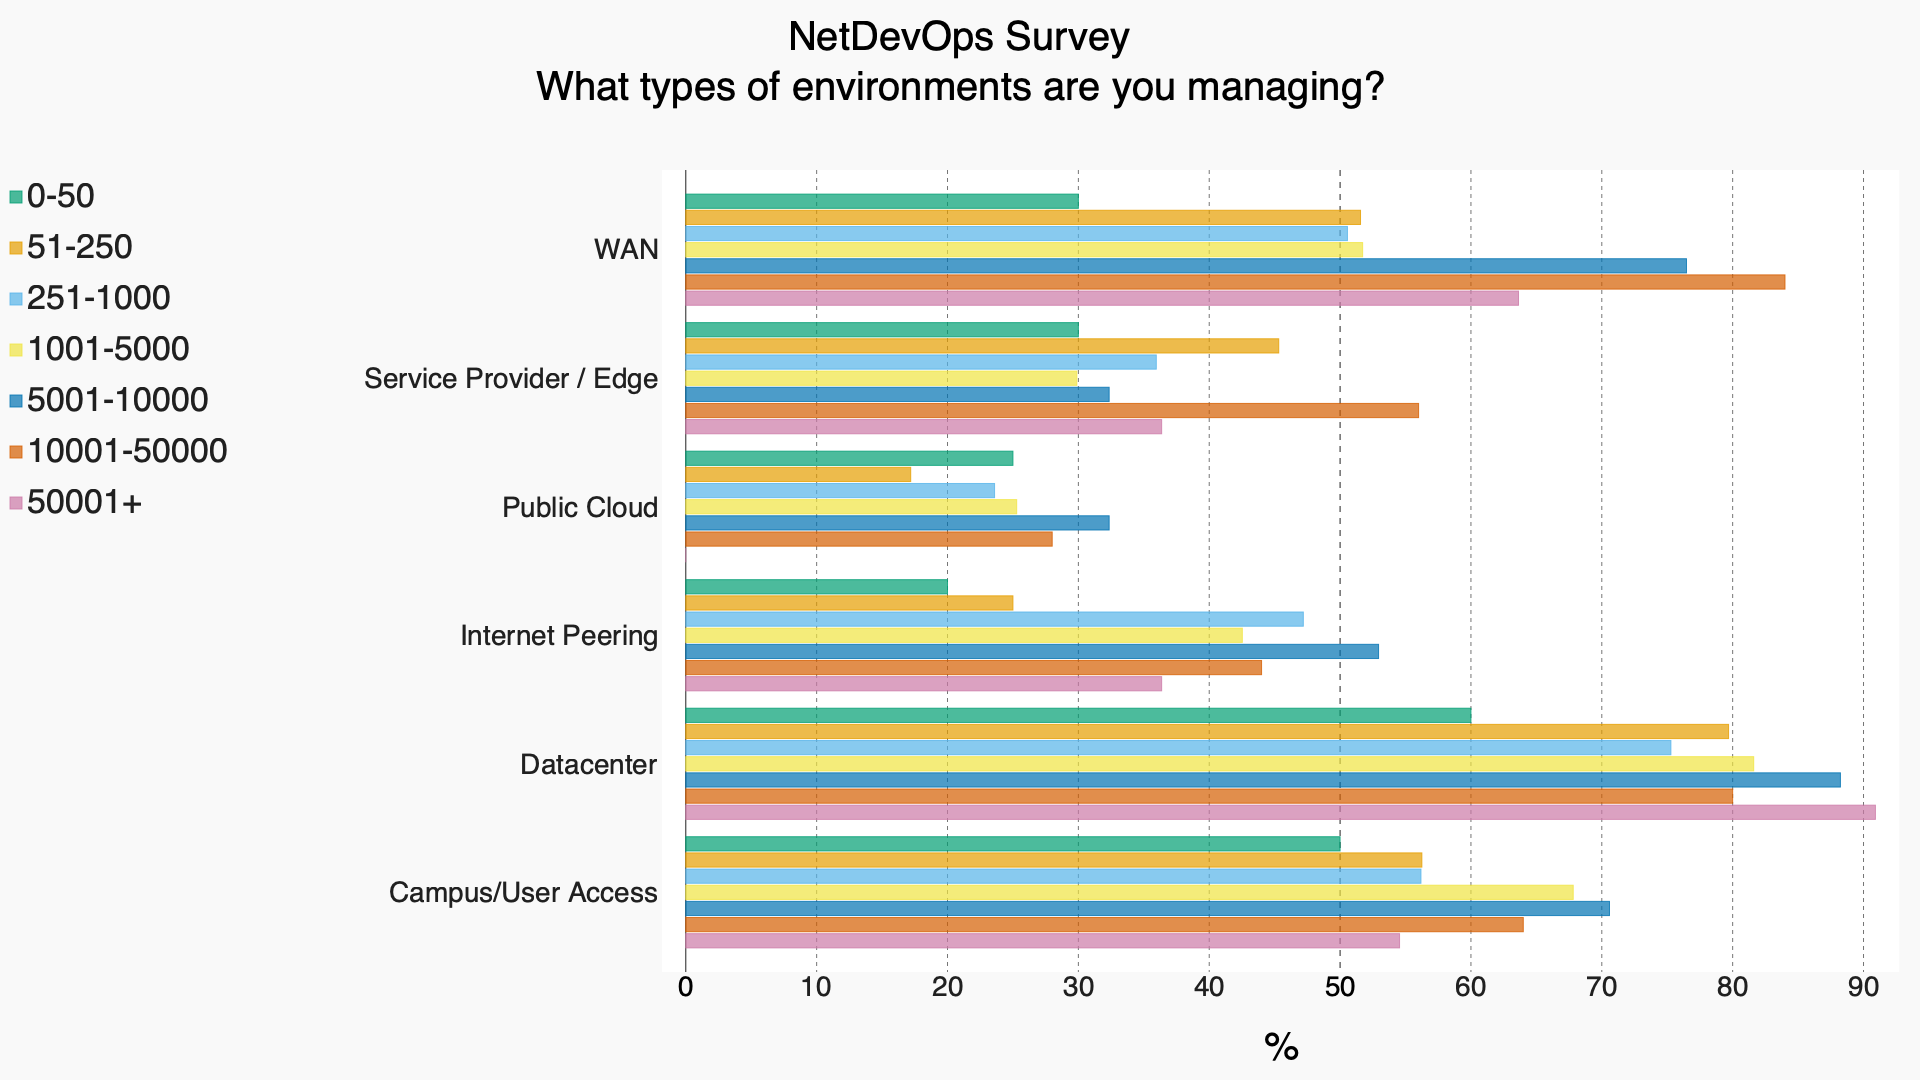 NetDevOps Survey
What types of environments are you managing?
0-50
51-250
251-1000
1001-5000
5001-10000
10001-50000
50001+
WAN
Service Provider / Edge
Public Cloud
Internet Peering
Datacenter
Campus/User Access
0 10 20 30 40 50 60 70 80 90
%